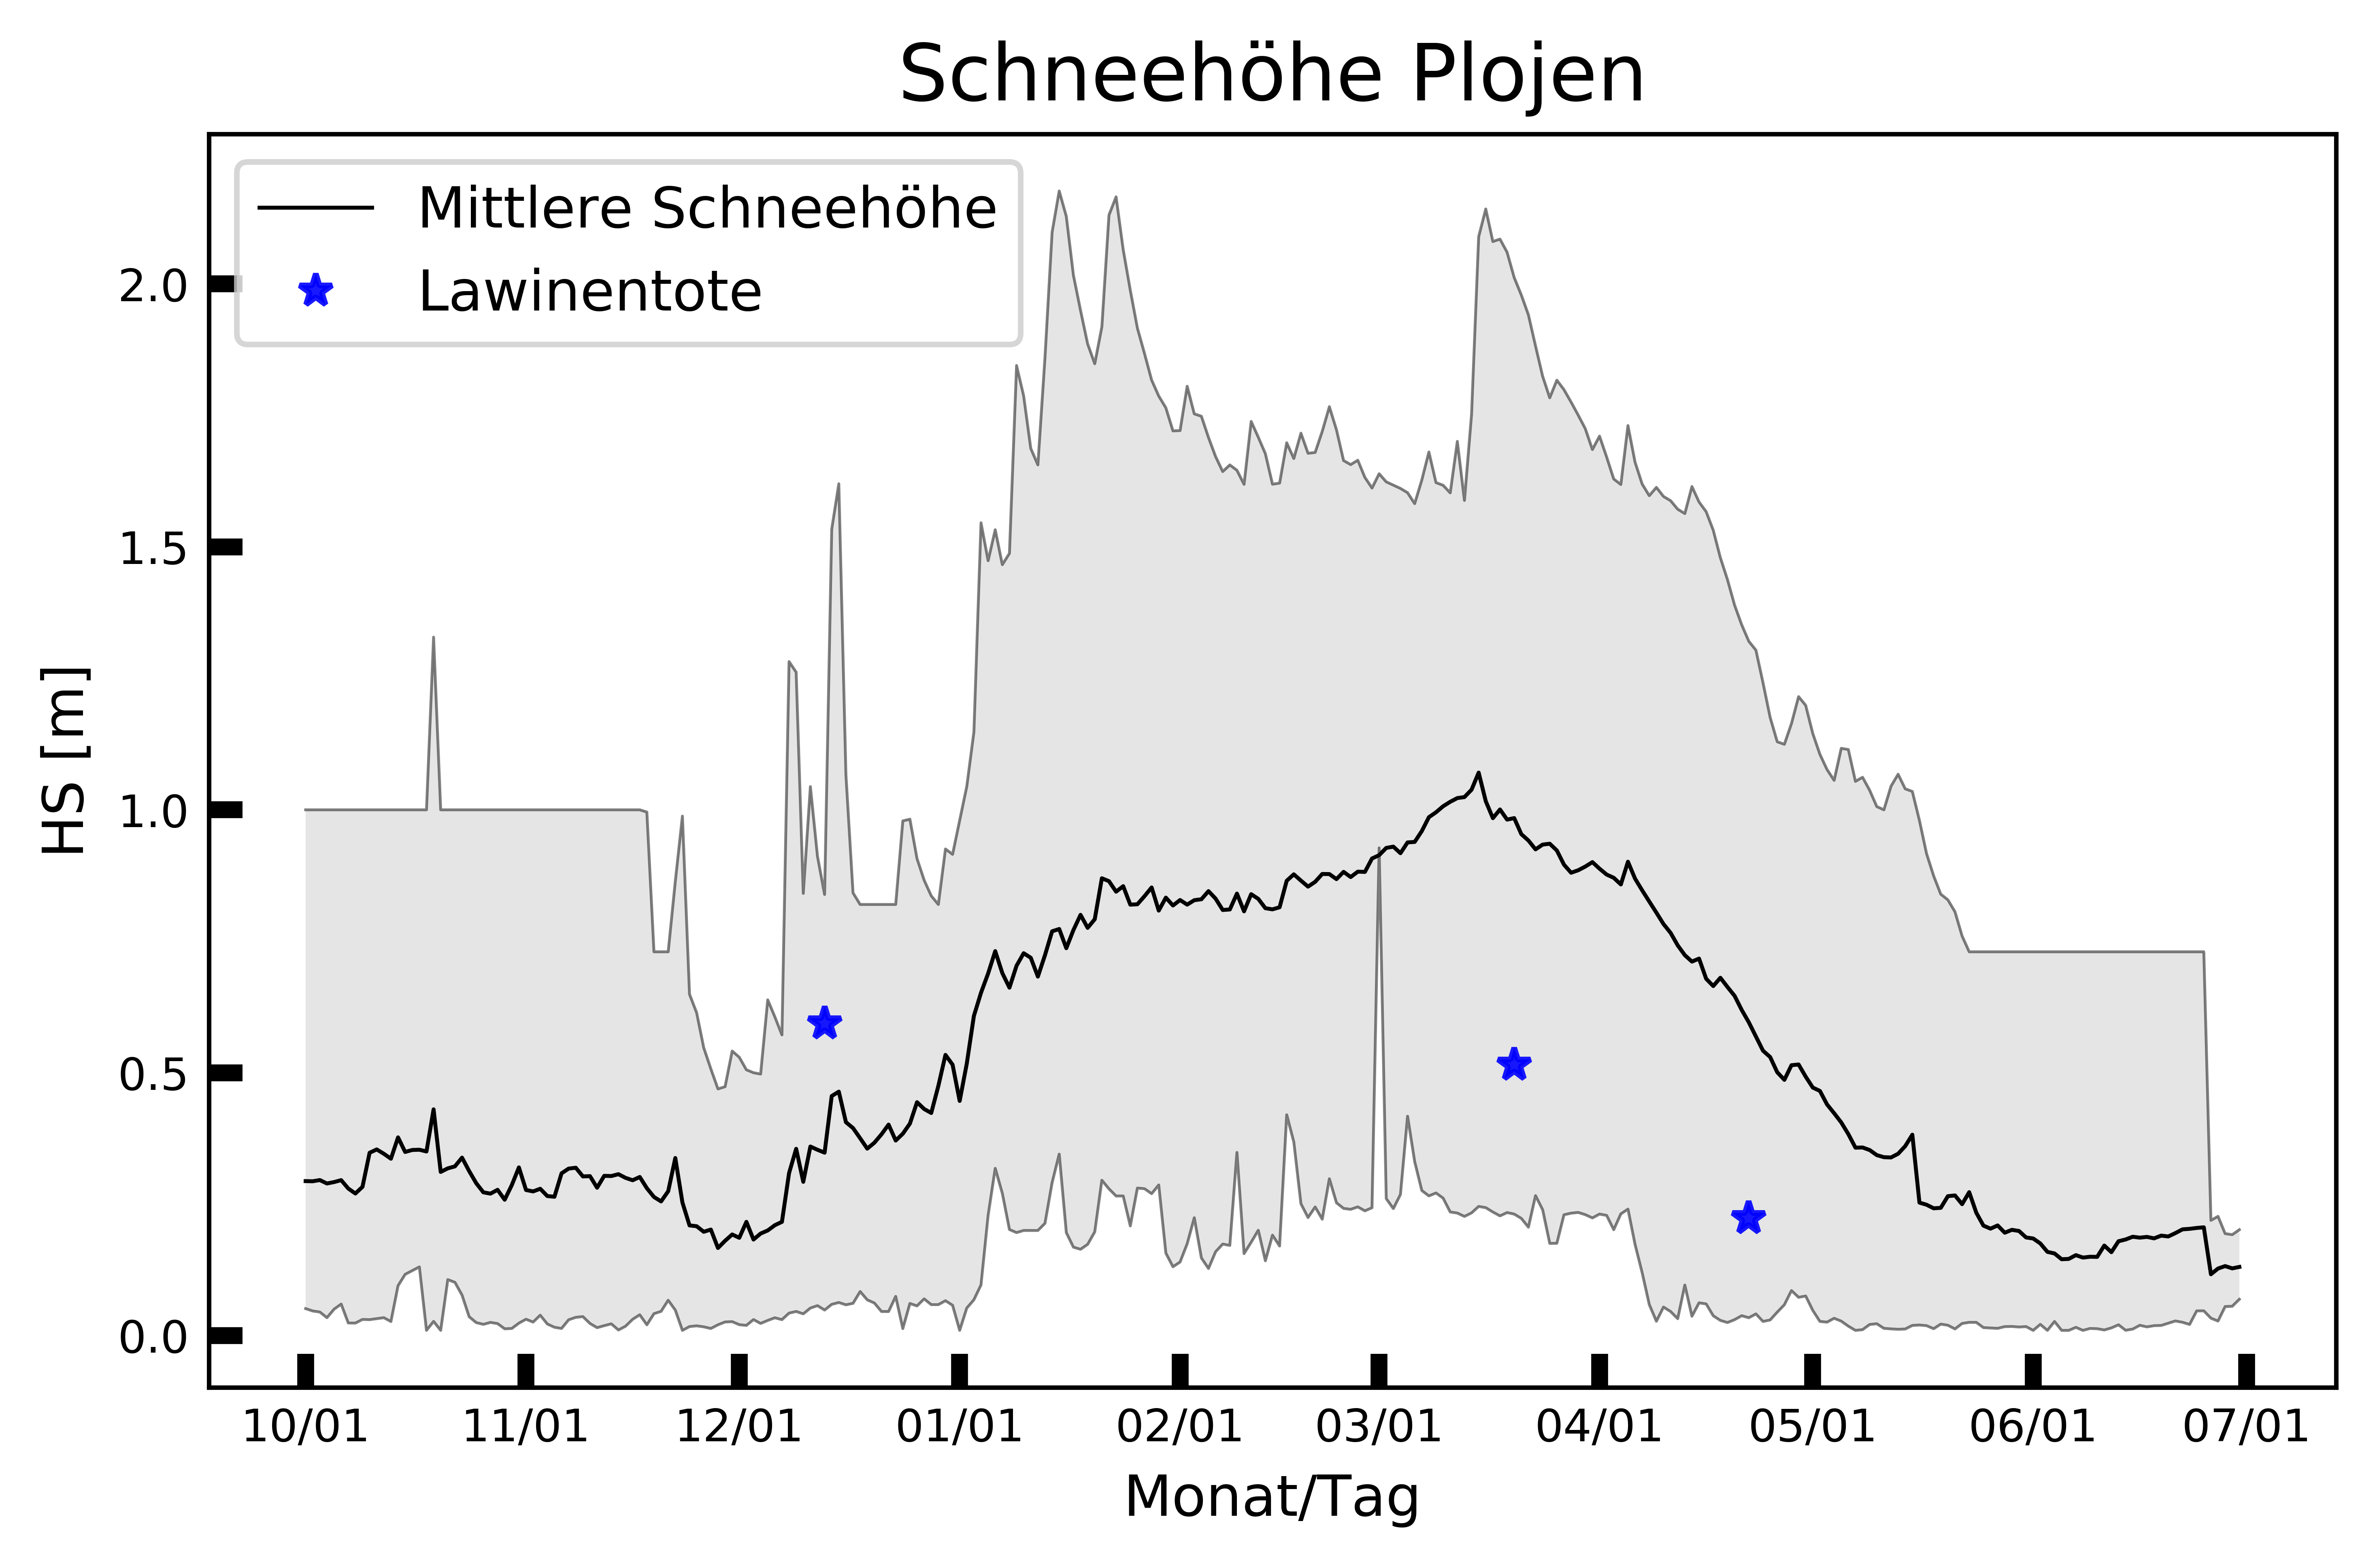 Schneehöhe Plojen
Mittlere Schneehöhe
Lawinentote
HS [m]
2.0
1.5
1.0
0.5
0.0
10/01 11/01 12/01 01/01 02/01 03/01 04/01 05/01 06/01 07/01
Monat/Tag